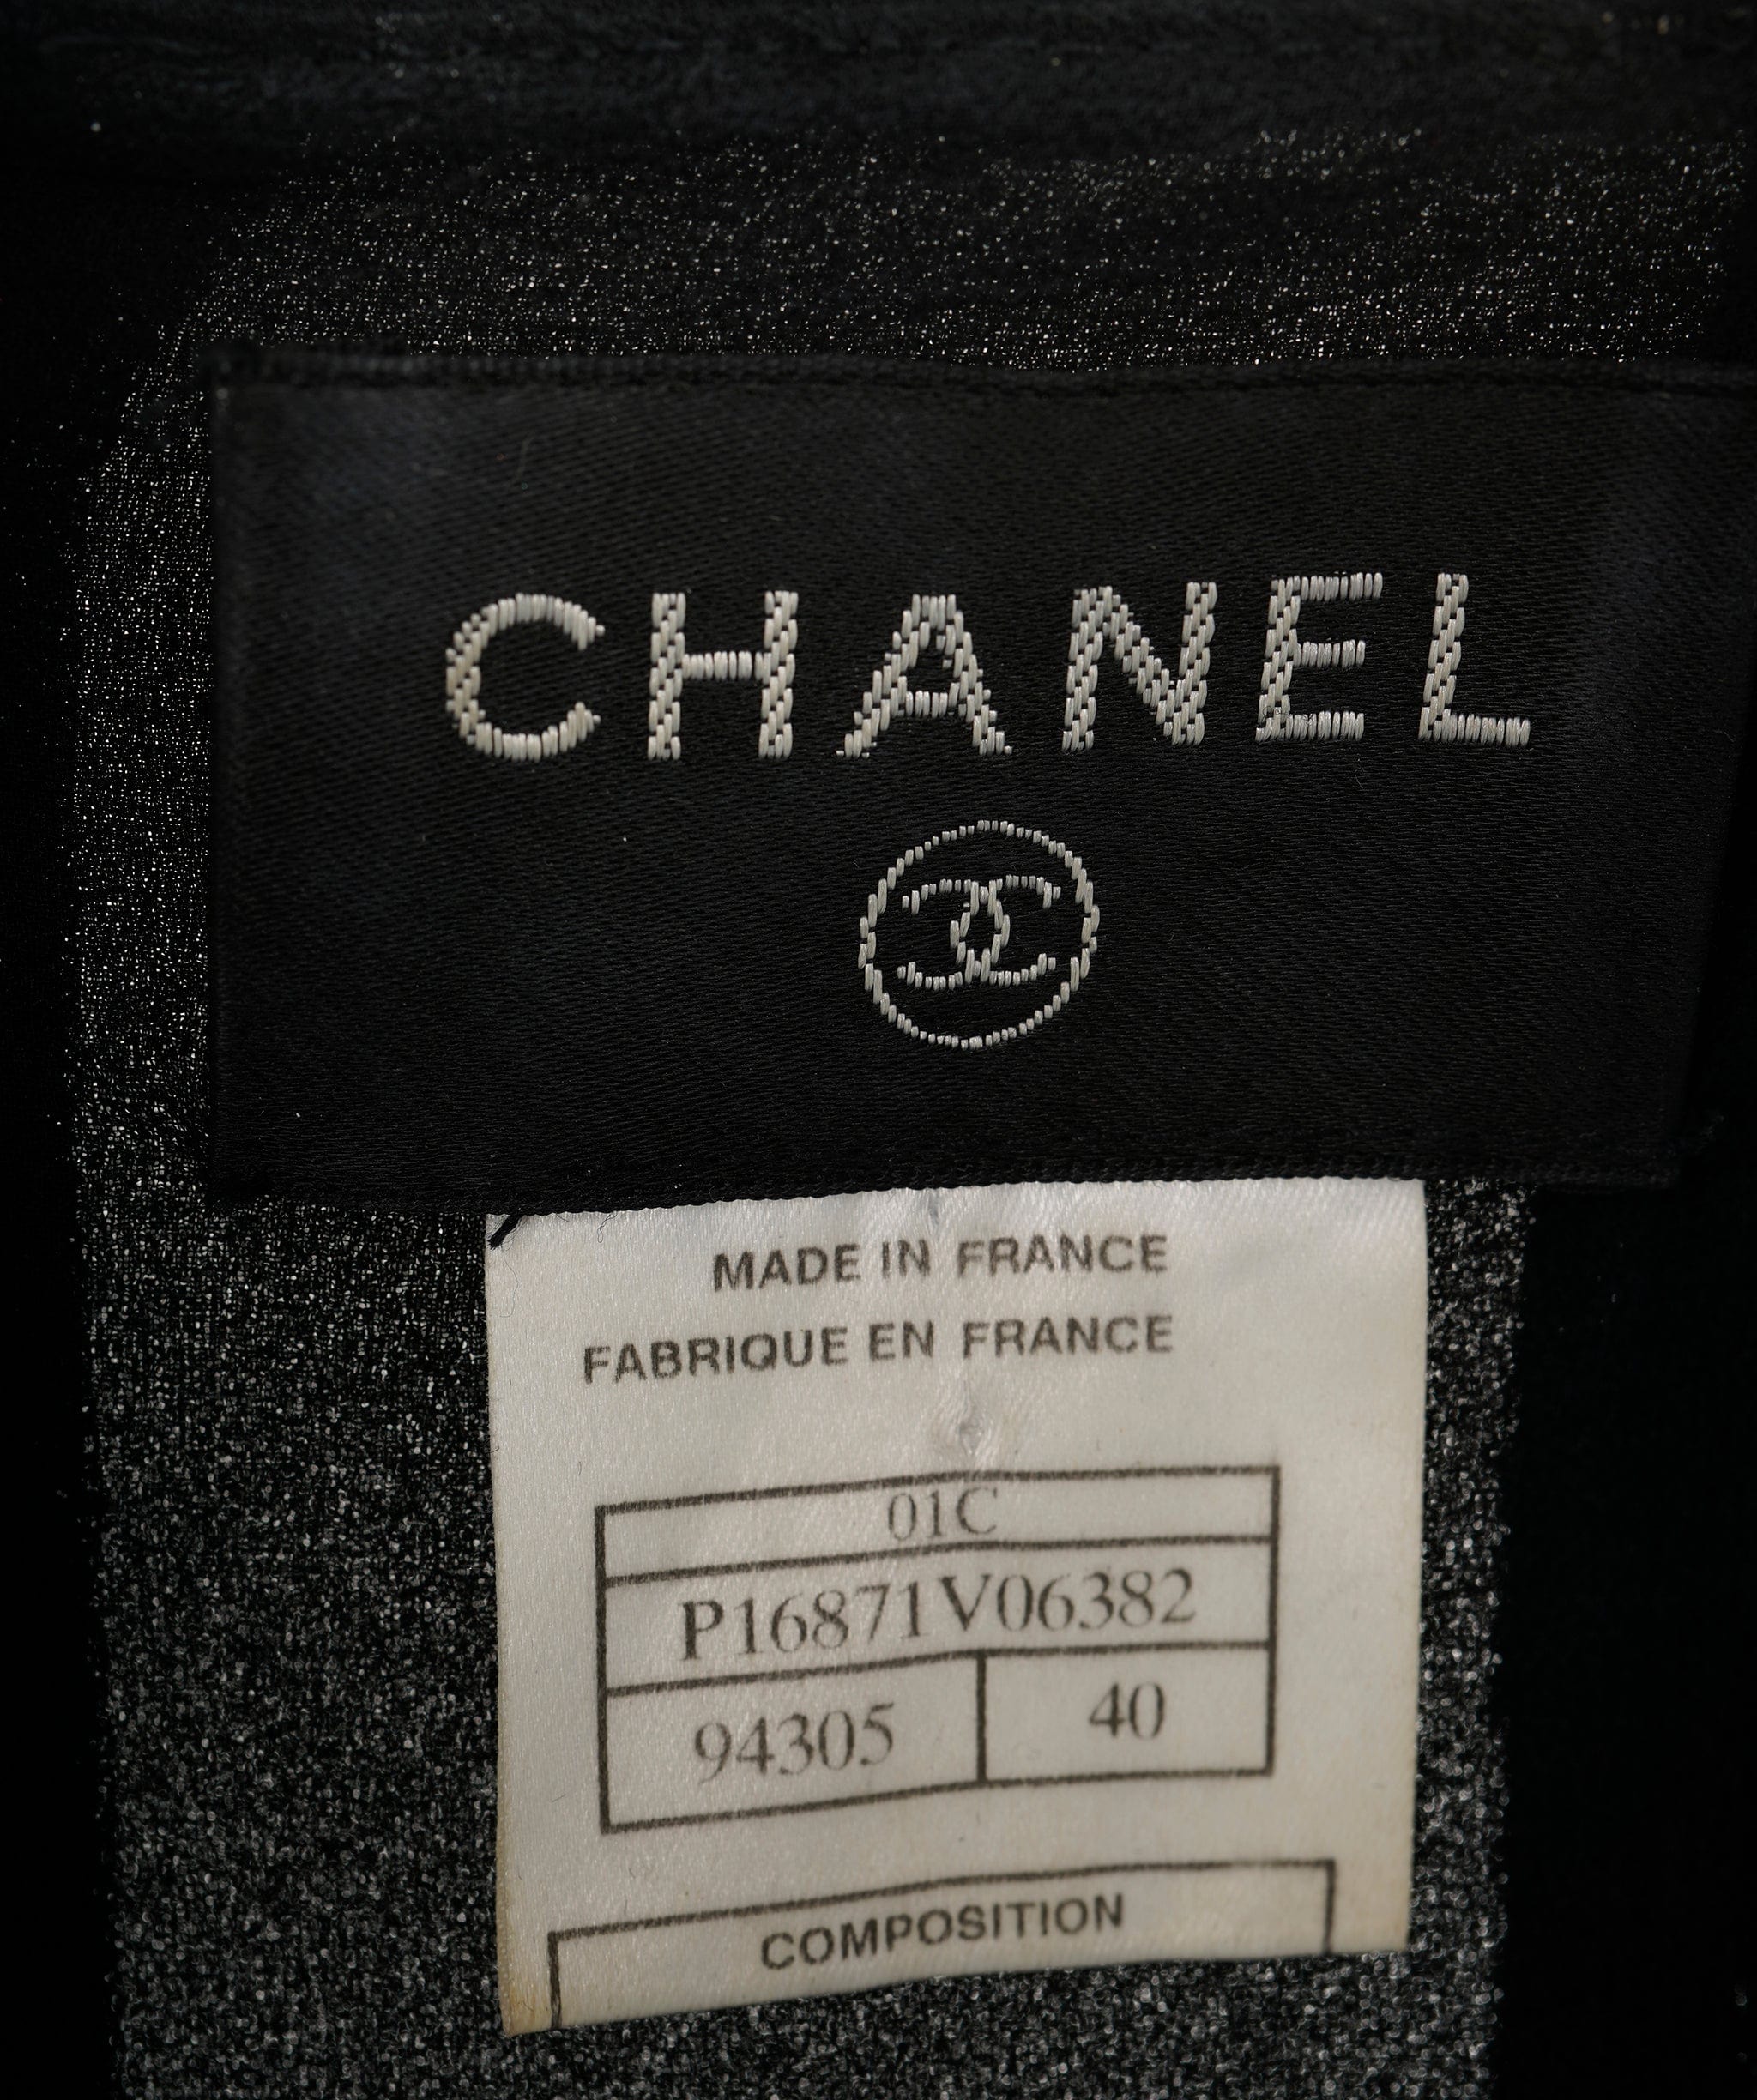 CHANEL
MADE IN FRANCE
FABRIQUE EN FRANCE
01C
P16871V06382
94305 40
COMPOSITION